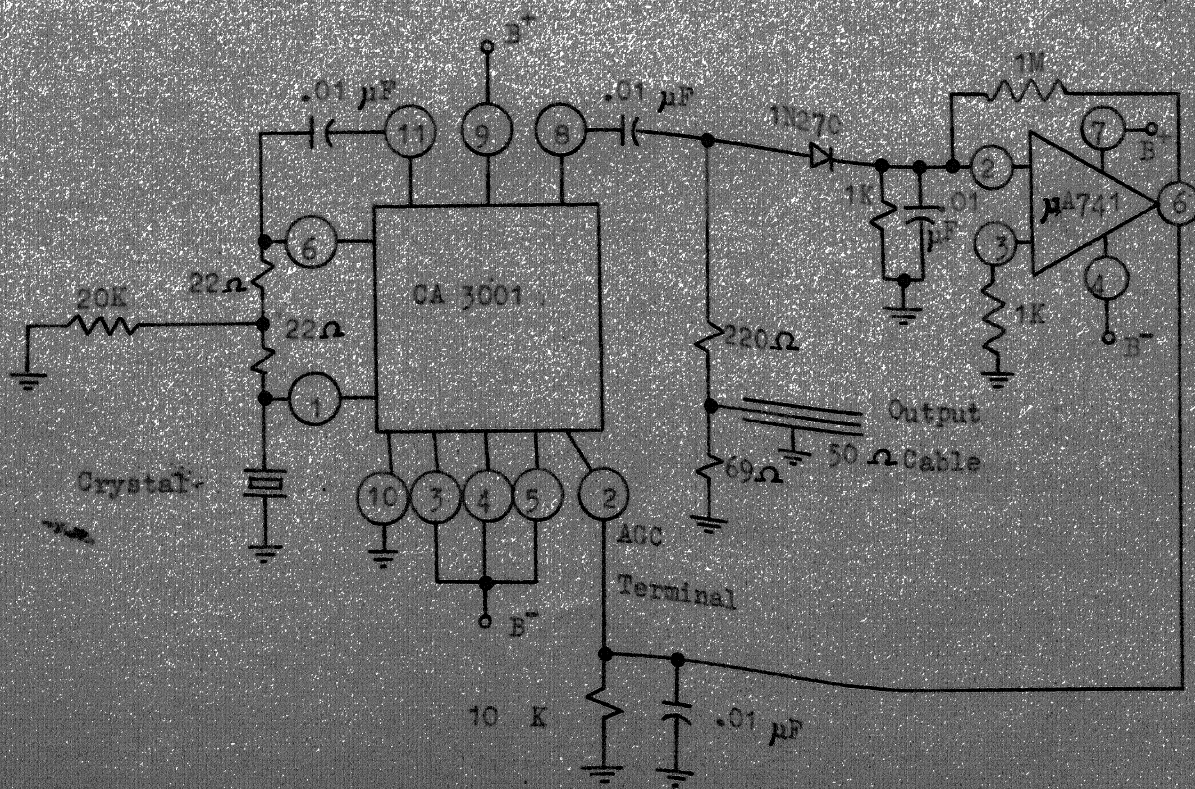 B+
.01 µF
11
9
8
.01 µF
1N270
1M
7
B+
2
µA741
6
1K
.01
µF
3
4
1K
B-
6
22Ω
20K
22Ω
CA 3001
1
220Ω
Output
50 Ω Cable
69Ω
Crystal
10
3
4
5
2
AGC
Terminal
B-
10 K
.01 µF